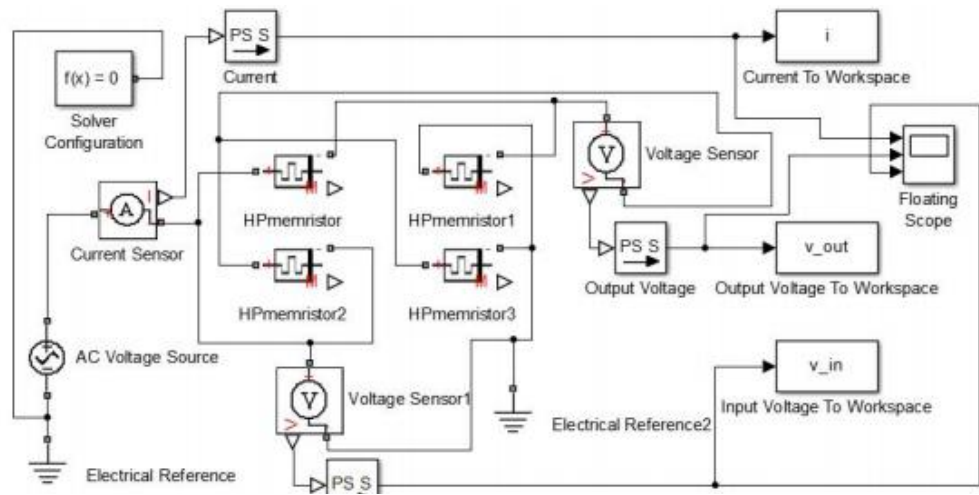 PS S
Current
i
Current To Workspace
f(x) = 0
Solver
Configuration
V
V
Voltage Sensor
Floating
Scope
-
+
M
HPmemristor
-
+
M
HPmemristor1
I
A
+
Current Sensor
-
+
M
HPmemristor2
-
+
M
HPmemristor3
PS S
Output Voltage
v_out
Output Voltage To Workspace
AC Voltage Source
V
V
Voltage Sensor1
v_in
Input Voltage To Workspace
Electrical Reference2
Electrical Reference
PS S